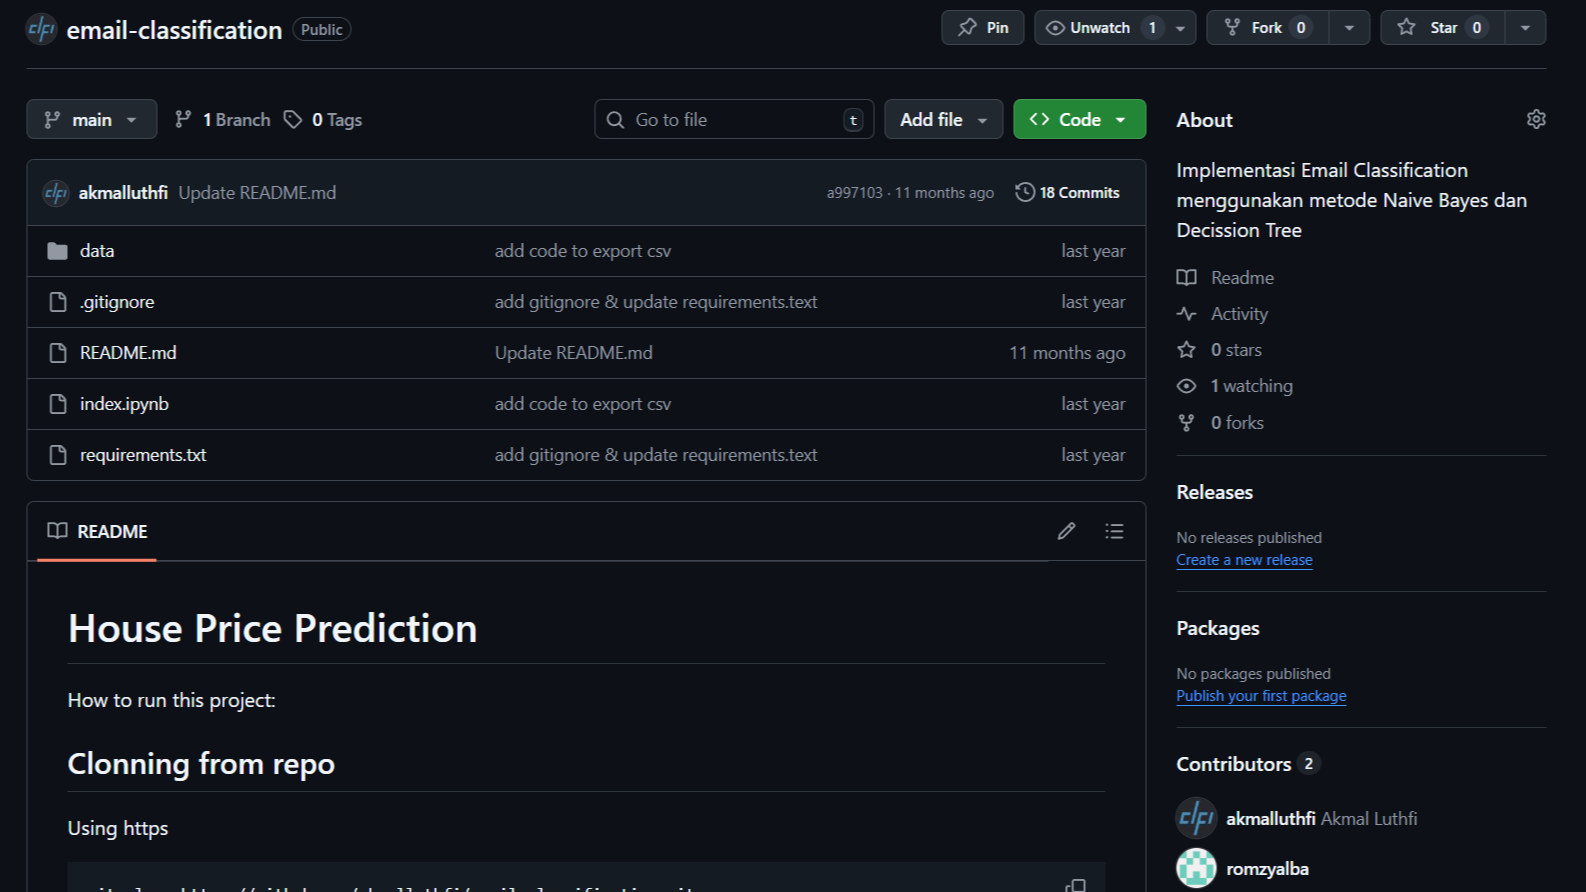 email-classification Public
Pin
Unwatch 1
Fork 0
Star 0
main
1 Branch
0 Tags
Go to file t
Add file
Code
akmalluthfi Update README.md a997103 · 11 months ago 18 Commits
data add code to export csv last year
.gitignore add gitignore & update requirements.text last year
README.md Update README.md 11 months ago
index.ipynb add code to export csv last year
requirements.txt add gitignore & update requirements.text last year
README
House Price Prediction
How to run this project:
Clonning from repo
Using https
About
Implementasi Email Classification
menggunakan metode Naive Bayes dan
Decission Tree
Readme
Activity
0 stars
1 watching
0 forks
Releases
No releases published
Create a new release
Packages
No packages published
Publish your first package
Contributors 2
akmalluthfi Akmal Luthfi
romzyalba